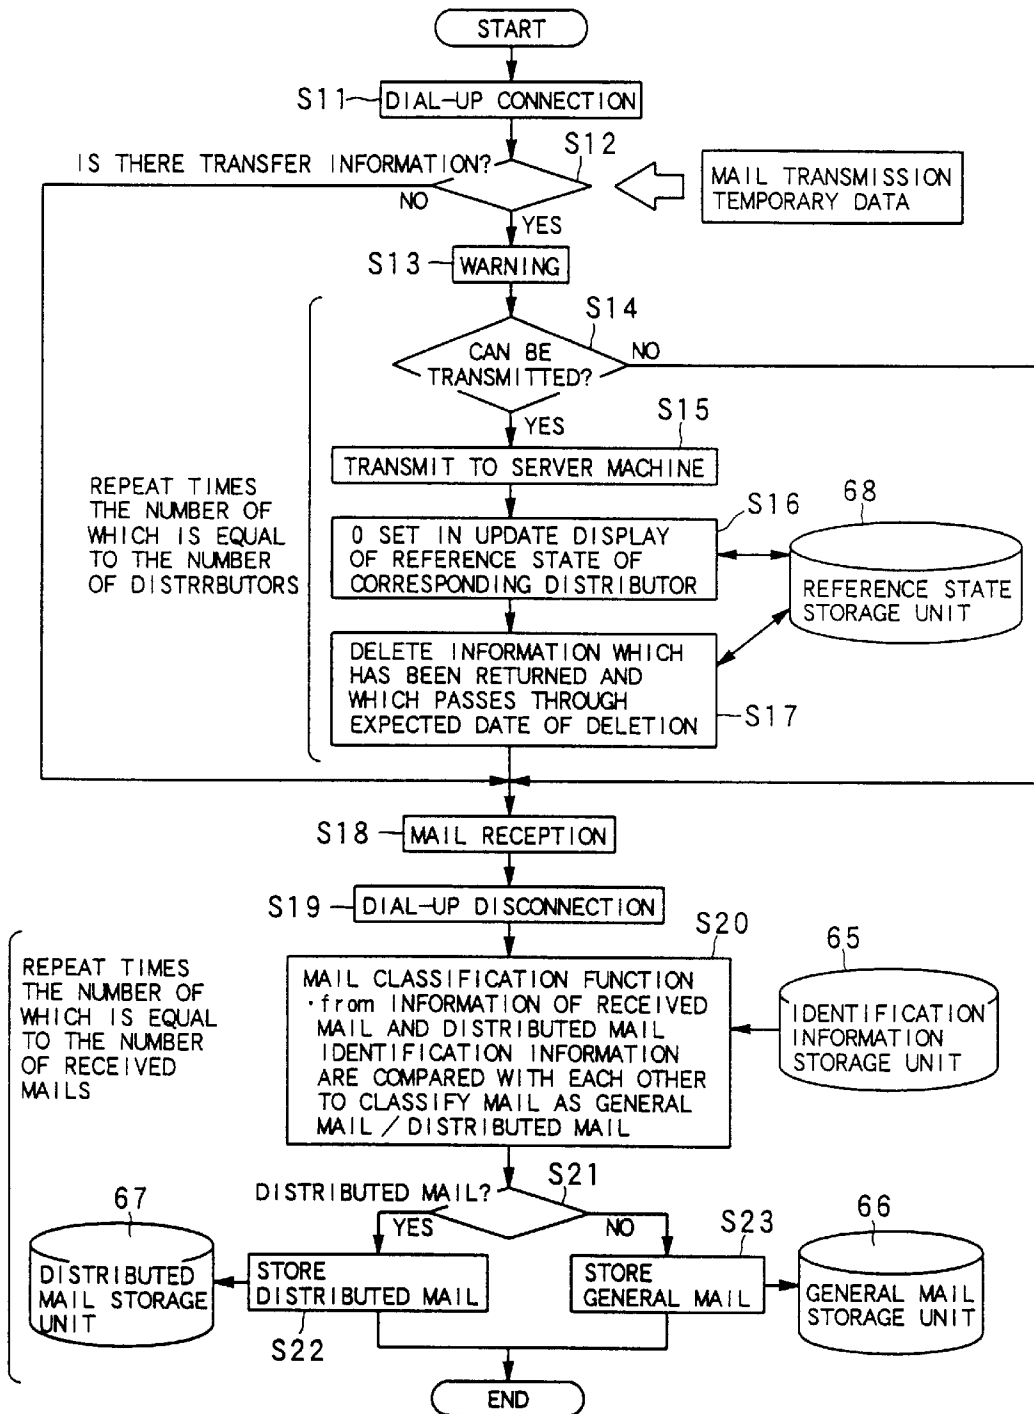 START
S11
DIAL-UP CONNECTION
S12
IS THERE TRANSFER INFORMATION?
NO
YES
MAIL TRANSMISSION
TEMPORARY DATA
S13
WARNING
S14
CAN BE
TRANSMITTED?
NO
YES
S15
TRANSMIT TO SERVER MACHINE
REPEAT TIMES
THE NUMBER OF
WHICH IS EQUAL
TO THE NUMBER
OF DISTRRBUTORS
S16
0 SET IN UPDATE DISPLAY
OF REFERENCE STATE OF
CORRESPONDING DISTRIBUTOR
68
REFERENCE STATE
STORAGE UNIT
DELETE INFORMATION WHICH
HAS BEEN RETURNED AND
WHICH PASSES THROUGH
EXPECTED DATE OF DELETION
S17
S18
MAIL RECEPTION
S19
DIAL-UP DISCONNECTION
S20
REPEAT TIMES
THE NUMBER OF
WHICH IS EQUAL
TO THE NUMBER
OF RECEIVED
MAILS
MAIL CLASSIFICATION FUNCTION
・from INFORMATION OF RECEIVED
MAIL AND DISTRIBUTED MAIL
IDENTIFICATION INFORMATION
ARE COMPARED WITH EACH OTHER
TO CLASSIFY MAIL AS GENERAL
MAIL / DISTRIBUTED MAIL
65
IDENTIFICATION
INFORMATION
STORAGE UNIT
S21
DISTRIBUTED MAIL?
YES
NO
67
DISTRIBUTED
MAIL STORAGE
UNIT
STORE
DISTRIBUTED MAIL
S22
S23
STORE
GENERAL MAIL
66
GENERAL MAIL
STORAGE UNIT
END